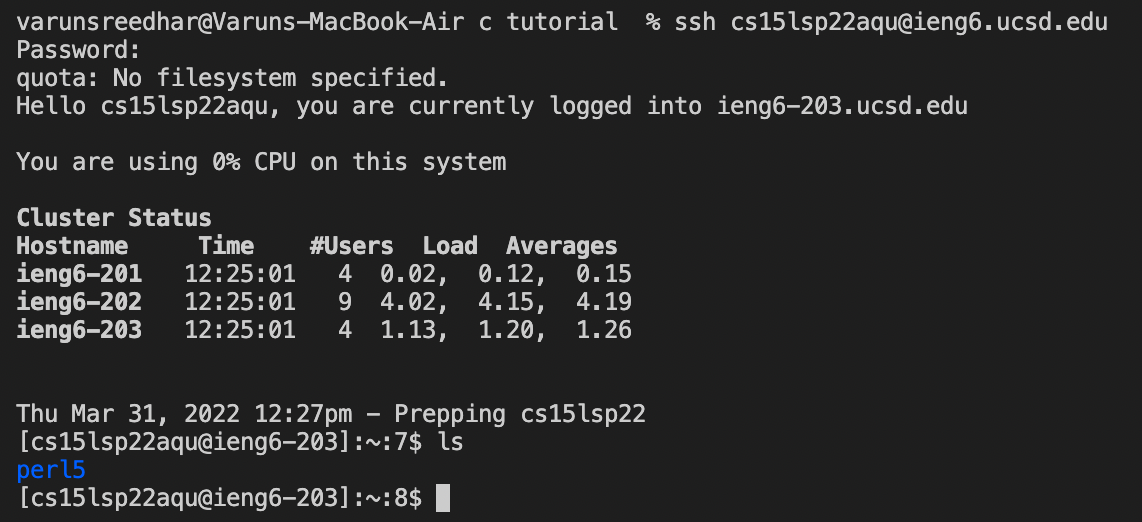 varunsreedhar@Varuns-MacBook-Air c tutorial  % ssh cs15lsp22aqu@ieng6.ucsd.edu
Password:
quota: No filesystem specified.
Hello cs15lsp22aqu, you are currently logged into ieng6-203.ucsd.edu
You are using 0% CPU on this system
Cluster Status
Hostname     Time    #Users  Load  Averages
ieng6-201   12:25:01   4  0.02,  0.12,  0.15
ieng6-202   12:25:01   9  4.02,  4.15,  4.19
ieng6-203   12:25:01   4  1.13,  1.20,  1.26
Thu Mar 31, 2022 12:27pm - Prepping cs15lsp22
[cs15lsp22aqu@ieng6-203]:~:7$ ls
perl5
[cs15lsp22aqu@ieng6-203]:~:8$